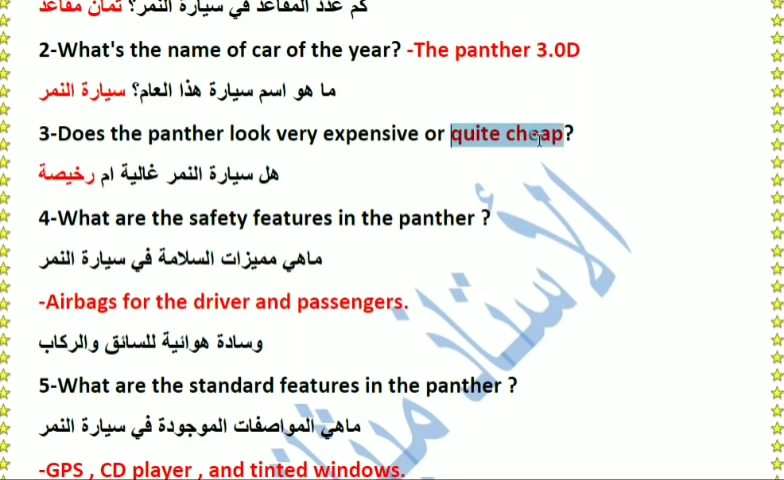 كم عدد المقاعد في سيارة النمر؟ ثمان مقاعد
2-What's the name of car of the year? -The panther 3.0D
ما هو اسم سيارة هذا العام؟ سيارة النمر
3-Does the panther look very expensive or quite cheap?
هل سيارة النمر غالية ام رخيصة
4-What are the safety features in the panther ?
ماهي مميزات السلامة في سيارة النمر
-Airbags for the driver and passengers.
وسادة هوائية للسائق والركاب
5-What are the standard features in the panther ?
ماهي المواصفات الموجودة في سيارة النمر
-GPS , CD player , and tinted windows.
الأستاذ